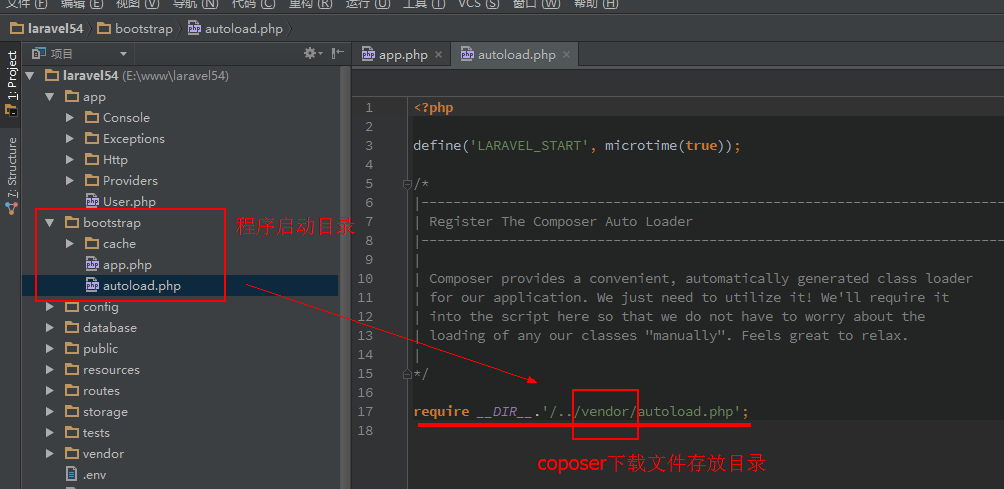 文件(F) 编辑(E) 视图(V) 导航(N) 代码(C) 重构(R) 运行(U) 工具(T) VCS(S) 窗口(W) 帮助(H)
laravel54 bootstrap autoload.php
1: Project
7: Structure
项目
laravel54 (E:\www\laravel54)
app
Console
Exceptions
Http
Providers
User.php
bootstrap
cache
app.php
autoload.php
config
database
public
resources
routes
storage
tests
vendor
.env
程序启动目录
app.php autoload.php
1 <?php
2
3 define('LARAVEL_START', microtime(true));
4
5 /*
6 |--------------------------------------------------------------------------
7 | Register The Composer Auto Loader
8 |--------------------------------------------------------------------------
9 |
10 | Composer provides a convenient, automatically generated class loader
11 | for our application. We just need to utilize it! We'll require it
12 | into the script here so that we do not have to worry about the
13 | loading of any our classes "manually". Feels great to relax.
14 |
15 */
16
17 require __DIR__.'/../vendor/autoload.php';
18
coposer下载文件存放目录